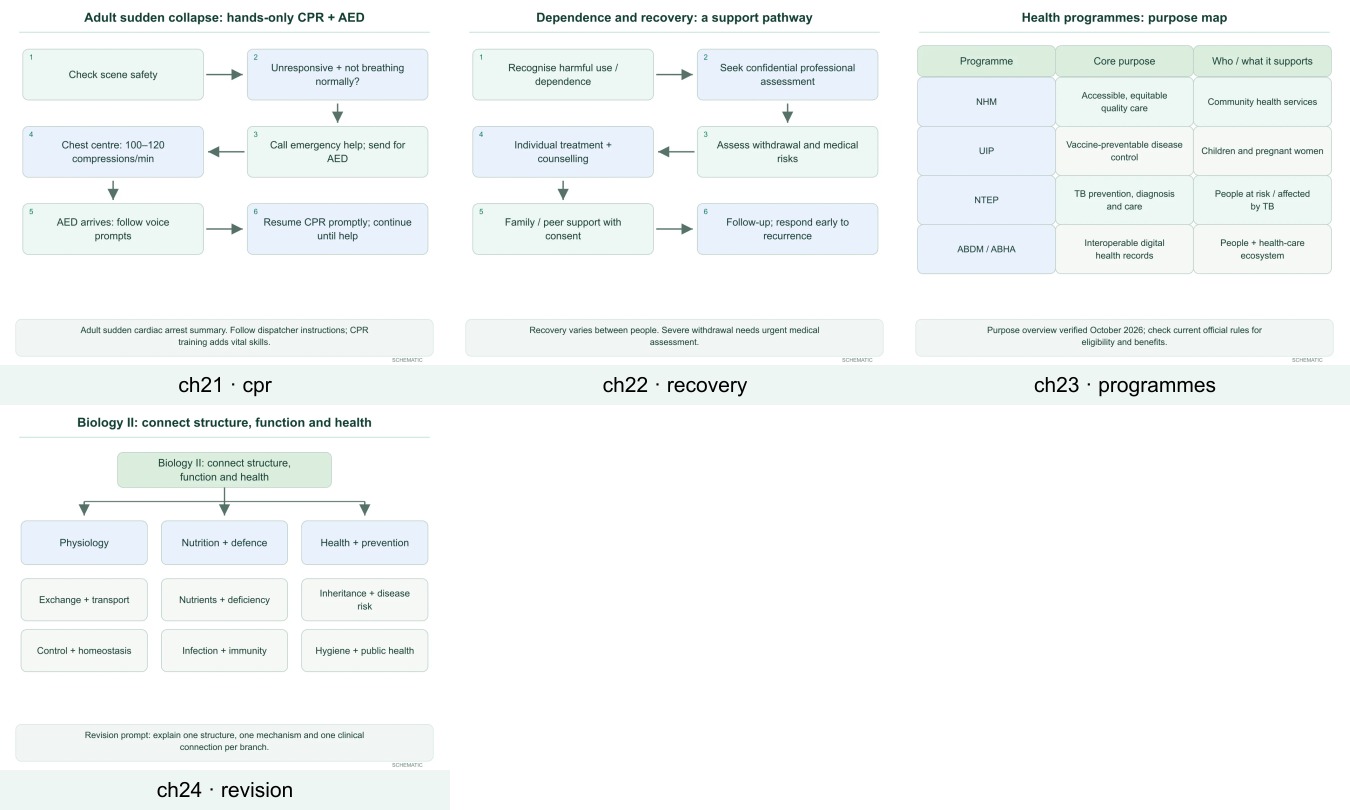 Adult sudden collapse: hands-only CPR + AED
1
Check scene safety
2
Unresponsive + not breathing
normally?
3
Call emergency help; send for
AED
4
Chest centre: 100–120
compressions/min
5
AED arrives: follow voice
prompts
6
Resume CPR promptly; continue
until help
Adult sudden cardiac arrest summary. Follow dispatcher instructions; CPR
training adds vital skills.
SCHEMATIC
ch21 · cpr
Dependence and recovery: a support pathway
1
Recognise harmful use /
dependence
2
Seek confidential professional
assessment
3
Assess withdrawal and medical
risks
4
Individual treatment +
counselling
5
Family / peer support with
consent
6
Follow-up; respond early to
recurrence
Recovery varies between people. Severe withdrawal needs urgent medical
assessment.
SCHEMATIC
ch22 · recovery
Health programmes: purpose map
Programme
Core purpose
Who / what it supports
NHM
Accessible, equitable
quality care
Community health services
UIP
Vaccine-preventable disease
control
Children and pregnant women
NTEP
TB prevention, diagnosis
and care
People at risk / affected
by TB
ABDM / ABHA
Interoperable digital
health records
People + health-care
ecosystem
Purpose overview verified October 2026; check current official rules for
eligibility and benefits.
SCHEMATIC
ch23 · programmes
Biology II: connect structure, function and health
Biology II: connect structure,
function and health
Physiology
Nutrition + defence
Health + prevention
Exchange + transport
Nutrients + deficiency
Inheritance + disease
risk
Control + homeostasis
Infection + immunity
Hygiene + public health
Revision prompt: explain one structure, one mechanism and one clinical
connection per branch.
SCHEMATIC
ch24 · revision